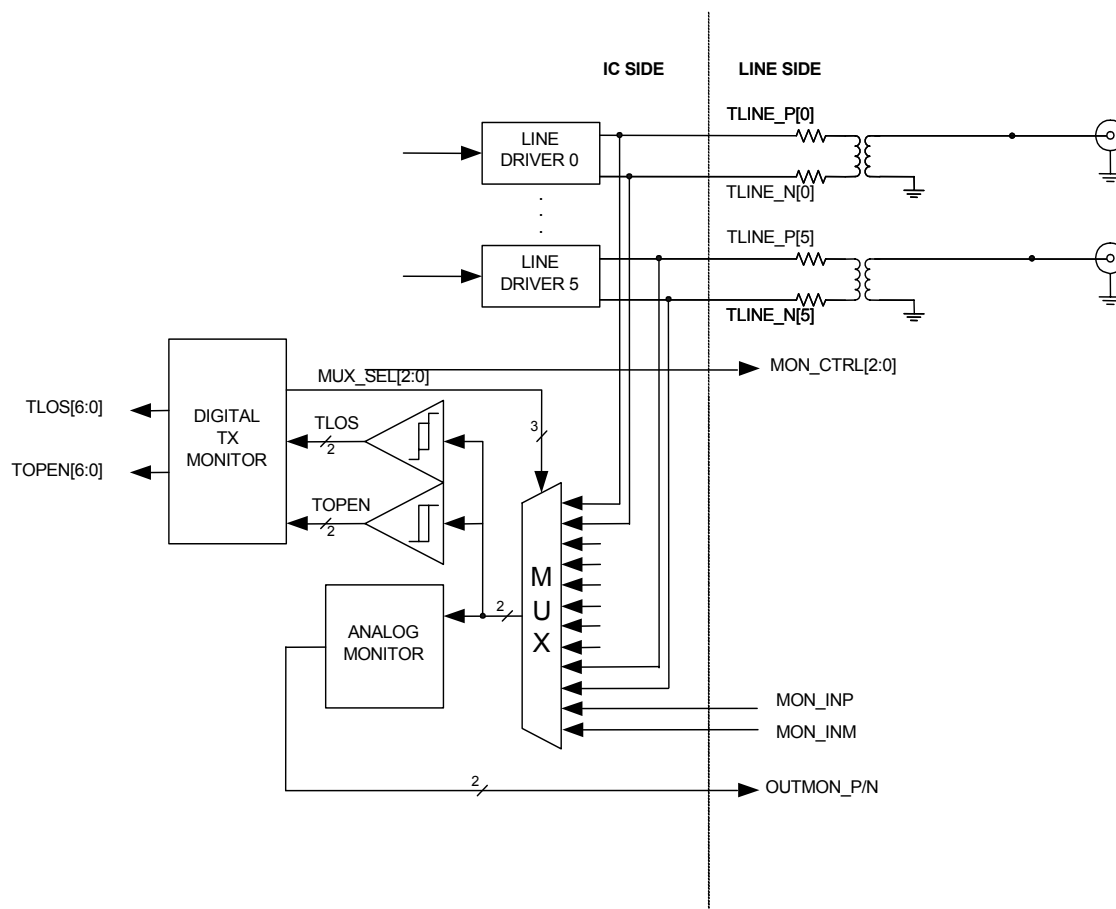 IC SIDE
LINE SIDE
TLINE_P[0]
LINE
DRIVER 0
TLINE_N[0]
.
.
.
TLINE_P[5]
LINE
DRIVER 5
TLINE_N[5]
MON_CTRL[2:0]
MUX_SEL[2:0]
TLOS[6:0]
DIGITAL
TX
MONITOR
TLOS
2
3
TOPEN[6:0]
TOPEN
2
M
U
X
2
ANALOG
MONITOR
MON_INP
MON_INM
2
OUTMON_P/N